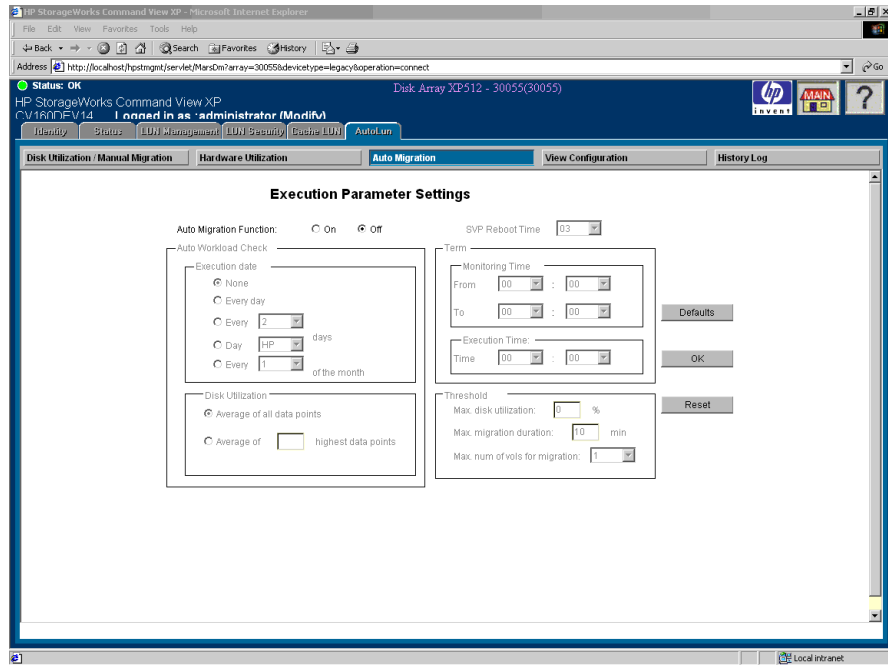 HP StorageWorks Command View XP - Microsoft Internet Explorer
File Edit View Favorites Tools Help
Back Search Favorites History
Address http://localhost/hpstmgmt/servlet/MarsDm?array=30055&devicetype=legacy&operation=connect Go
Status: OK Disk Array XP512 - 30055(30055)
HP StorageWorks Command View XP
CV160DEV14 Logged in as :administrator (Modify)
hp invent MAIN ?
Identity Status LUN Management LUN Security Cache LUN AutoLun
Disk Utilization / Manual Migration Hardware Utilization Auto Migration View Configuration History Log
Execution Parameter Settings
Auto Migration Function: On Off SVP Reboot Time 03
Auto Workload Check
Execution date
None
Every day
Every 2
days
Day HP
Every 1
of the month
Disk Utilization
Average of all data points
Average of highest data points
Term
Monitoring Time
From 00 : 00
To 00 : 00
Execution Time:
Time 00 : 00
Threshold
Max. disk utilization: 0 %
Max. migration duration: 10 min
Max. num of vols for migration: 1
Defaults
OK
Reset
Local intranet